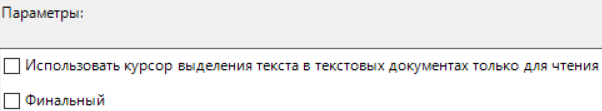 Параметры:
Использовать курсор выделения текста в текстовых документах только для чтения
Финальный